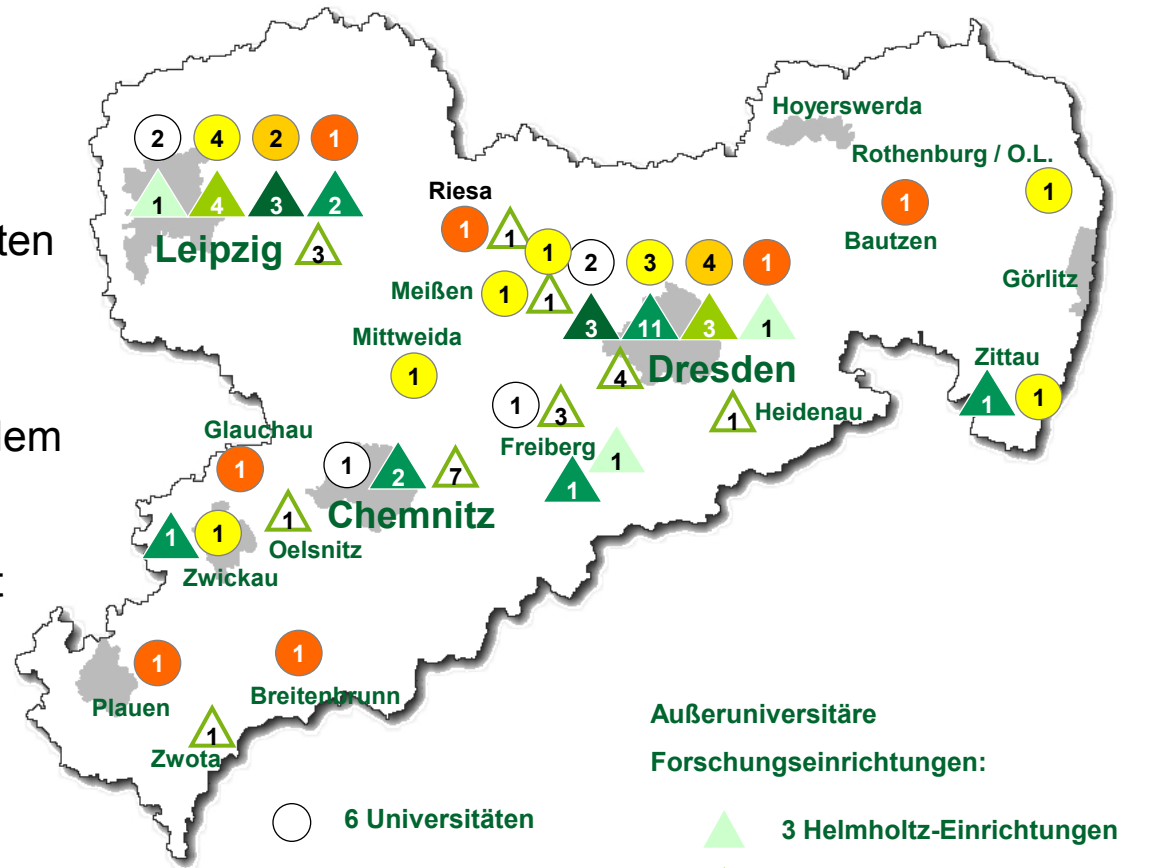 Hoyerswerda
Rothenburg / O.L.
2 4 2 1
1
Riesa
1
1 4 3 2
1 1
Bautzen
Leipzig 3
ten
1
2 3 4 1
Görlitz
Meißen 1 1
3 11 3 1
Mittweida
Zittau
4 Dresden
1
1 1
1 3
1 Heidenau
Glauchau
Freiberg
lem
1
1
1 2 7
1
Chemnitz
1
1 1
Oelsnitz
Zwickau
t
1
1
Breitenbrunn
Plauen
1
Zwota
Außeruniversitäre
Forschungseinrichtungen:
6 Universitäten
3 Helmholtz-Einrichtungen